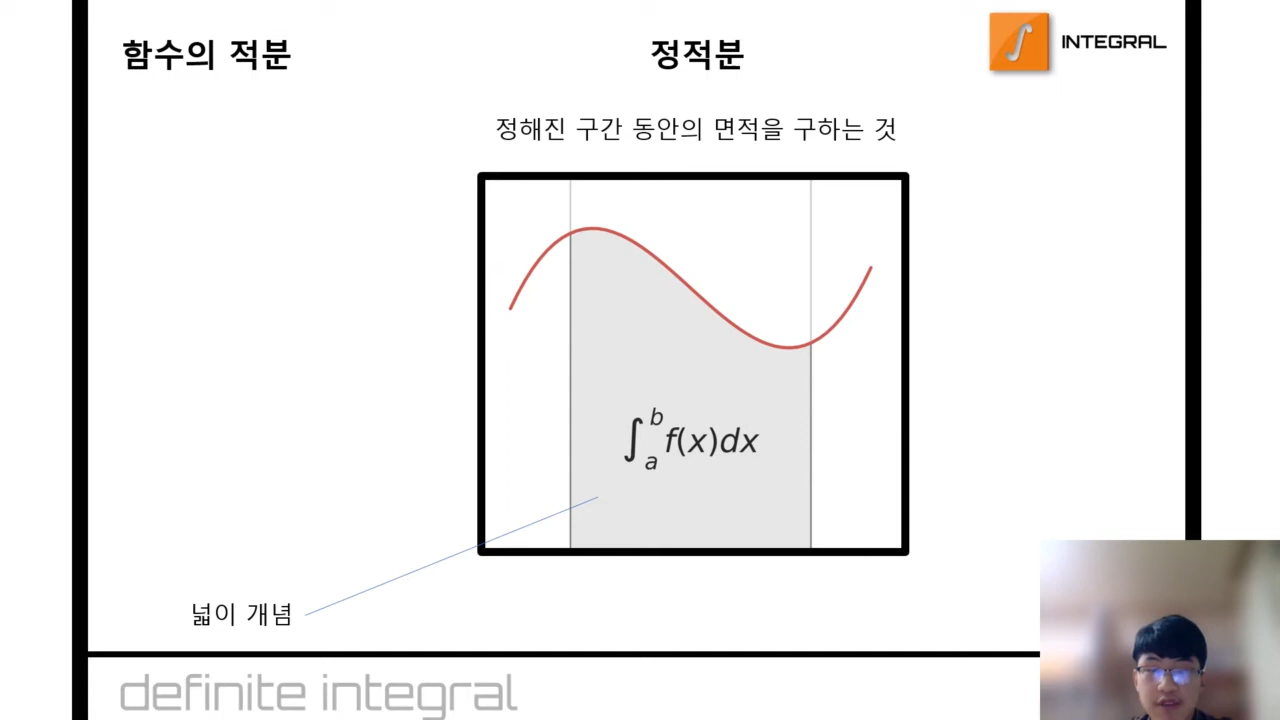 함수의 적분
정적분
INTEGRAL
정해진 구간 동안의 면적을 구하는 것
∫ₐᵇ f(x)dx
넓이 개념
definite integral